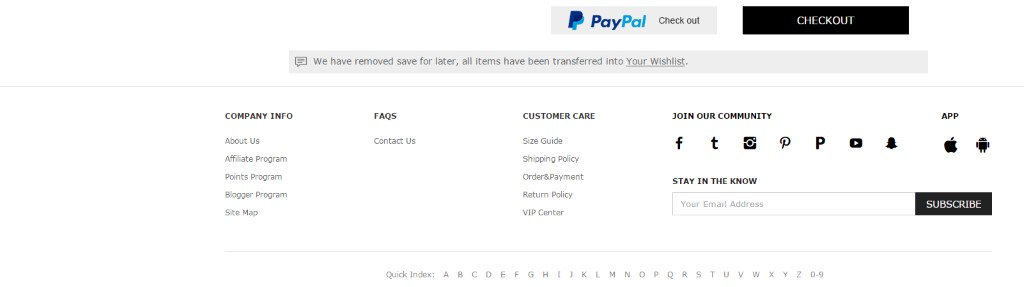 PayPal Check out CHECKOUT
We have removed save for later, all items have been transferred into Your Wishlist.
COMPANY INFO FAQS CUSTOMER CARE JOIN OUR COMMUNITY APP
About Us Contact Us Size Guide
Affiliate Program Shipping Policy
Points Program Order&Payment
STAY IN THE KNOW
Blogger Program Return Policy
Your Email Address SUBSCRIBE
Site Map VIP Center
Quick Index: A B C D E F G H I J K L M N O P Q R S T U V W X Y Z 0-9